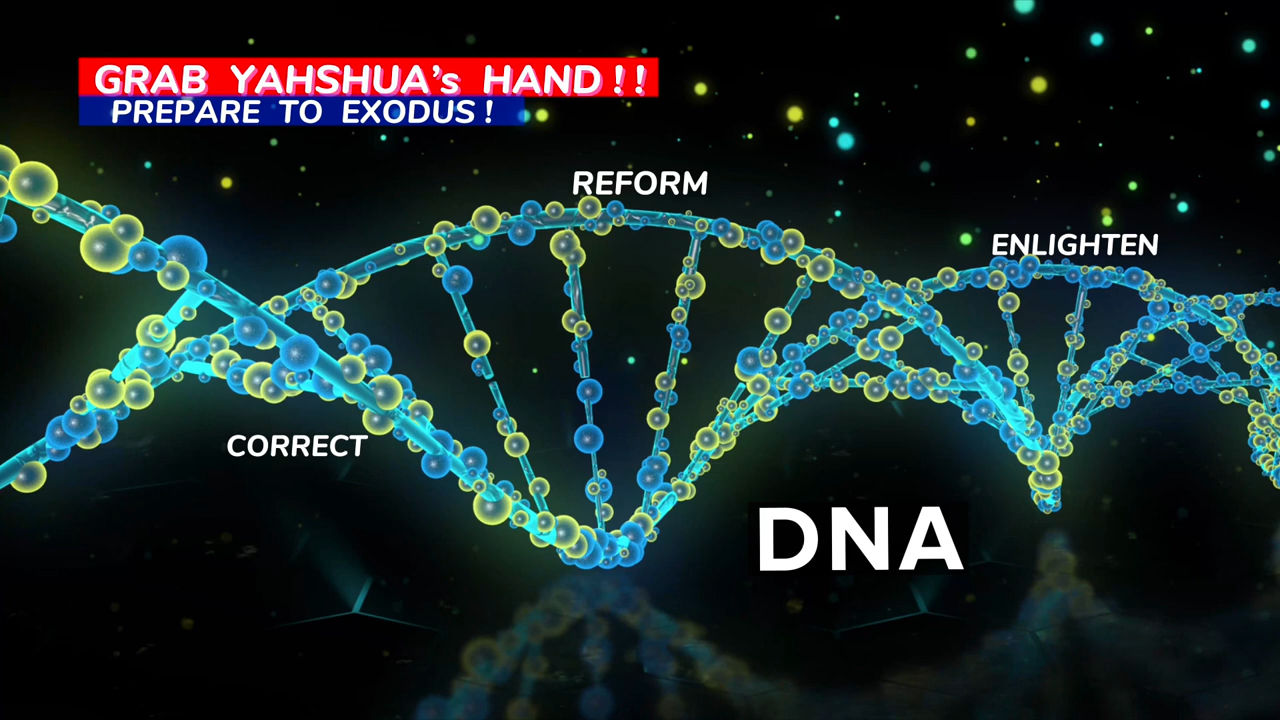 GRAB YAHSHUA's HAND !!
PREPARE TO EXODUS !
REFORM
ENLIGHTEN
CORRECT
DNA